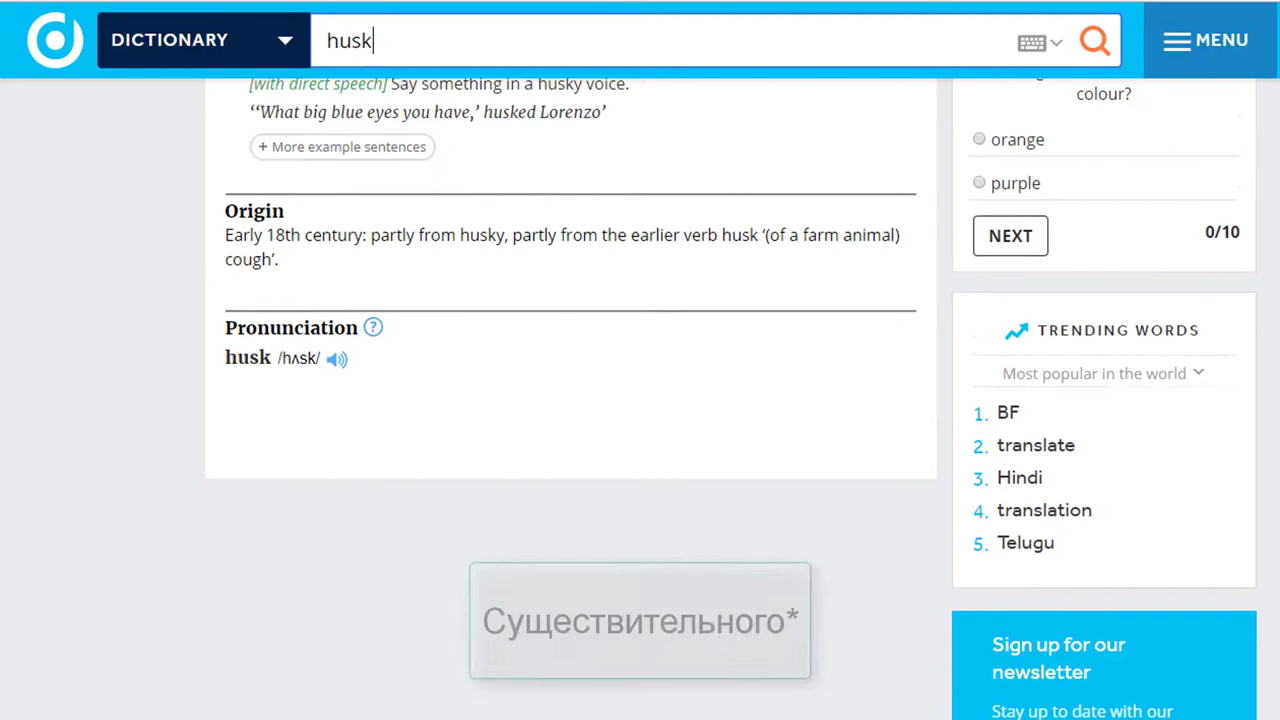 DICTIONARY
husk
MENU
[with direct speech] Say something in a husky voice.
‘‘What big blue eyes you have,’ husked Lorenzo’
+ More example sentences
Origin
Early 18th century: partly from husky, partly from the earlier verb husk ‘(of a farm animal)
cough’.
Pronunciation ?
husk /hʌsk/
colour?
orange
purple
NEXT
0/10
TRENDING WORDS
Most popular in the world
1. BF
2. translate
3. Hindi
4. translation
5. Telugu
Существительного*
Sign up for our
newsletter
Stay up to date with our